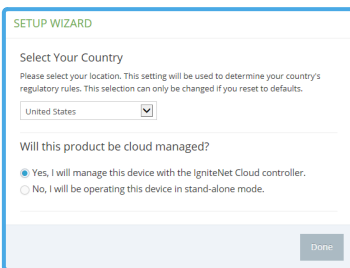 SETUP WIZARD
Select Your Country
Please select your location. This setting will be used to determine your country's
regulatory rules. This selection can only be changed if you reset to defaults.
United States
Will this product be cloud managed?
Yes, I will manage this device with the IgniteNet Cloud controller.
No, I will be operating this device in stand-alone mode.
Done